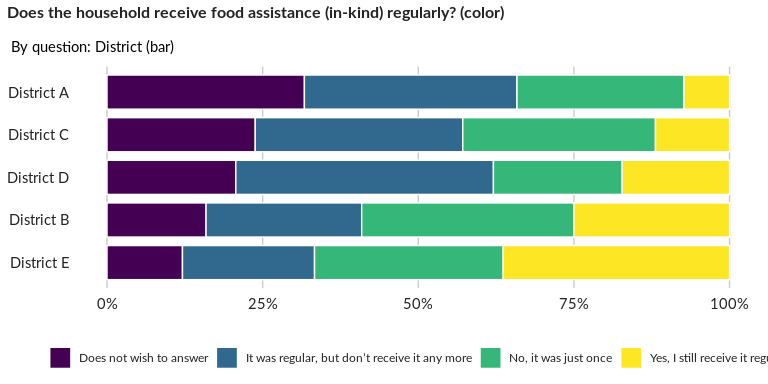 Does the household receive food assistance (in-kind) regularly? (color)
By question: District (bar)
District A
District C
District D
District B
District E
0% 25% 50% 75% 100%
Does not wish to answer It was regular, but don't receive it any more No, it was just once Yes, I still receive it regu